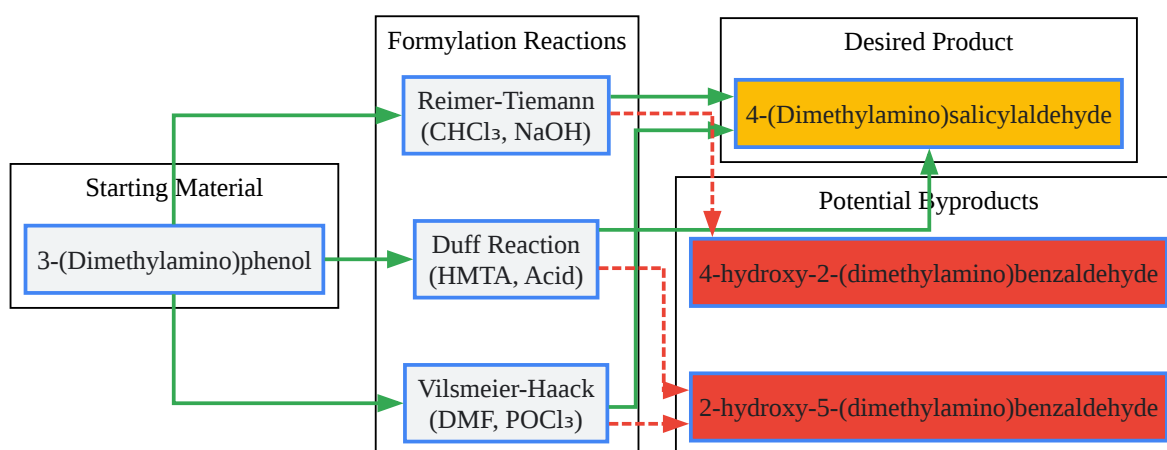 Starting Material
3-(Dimethylamino)phenol
Formylation Reactions
Reimer-Tiemann
(CHCl₃, NaOH)
Duff Reaction
(HMTA, Acid)
Vilsmeier-Haack
(DMF, POCl₃)
Desired Product
4-(Dimethylamino)salicylaldehyde
Potential Byproducts
4-hydroxy-2-(dimethylamino)benzaldehyde
2-hydroxy-5-(dimethylamino)benzaldehyde